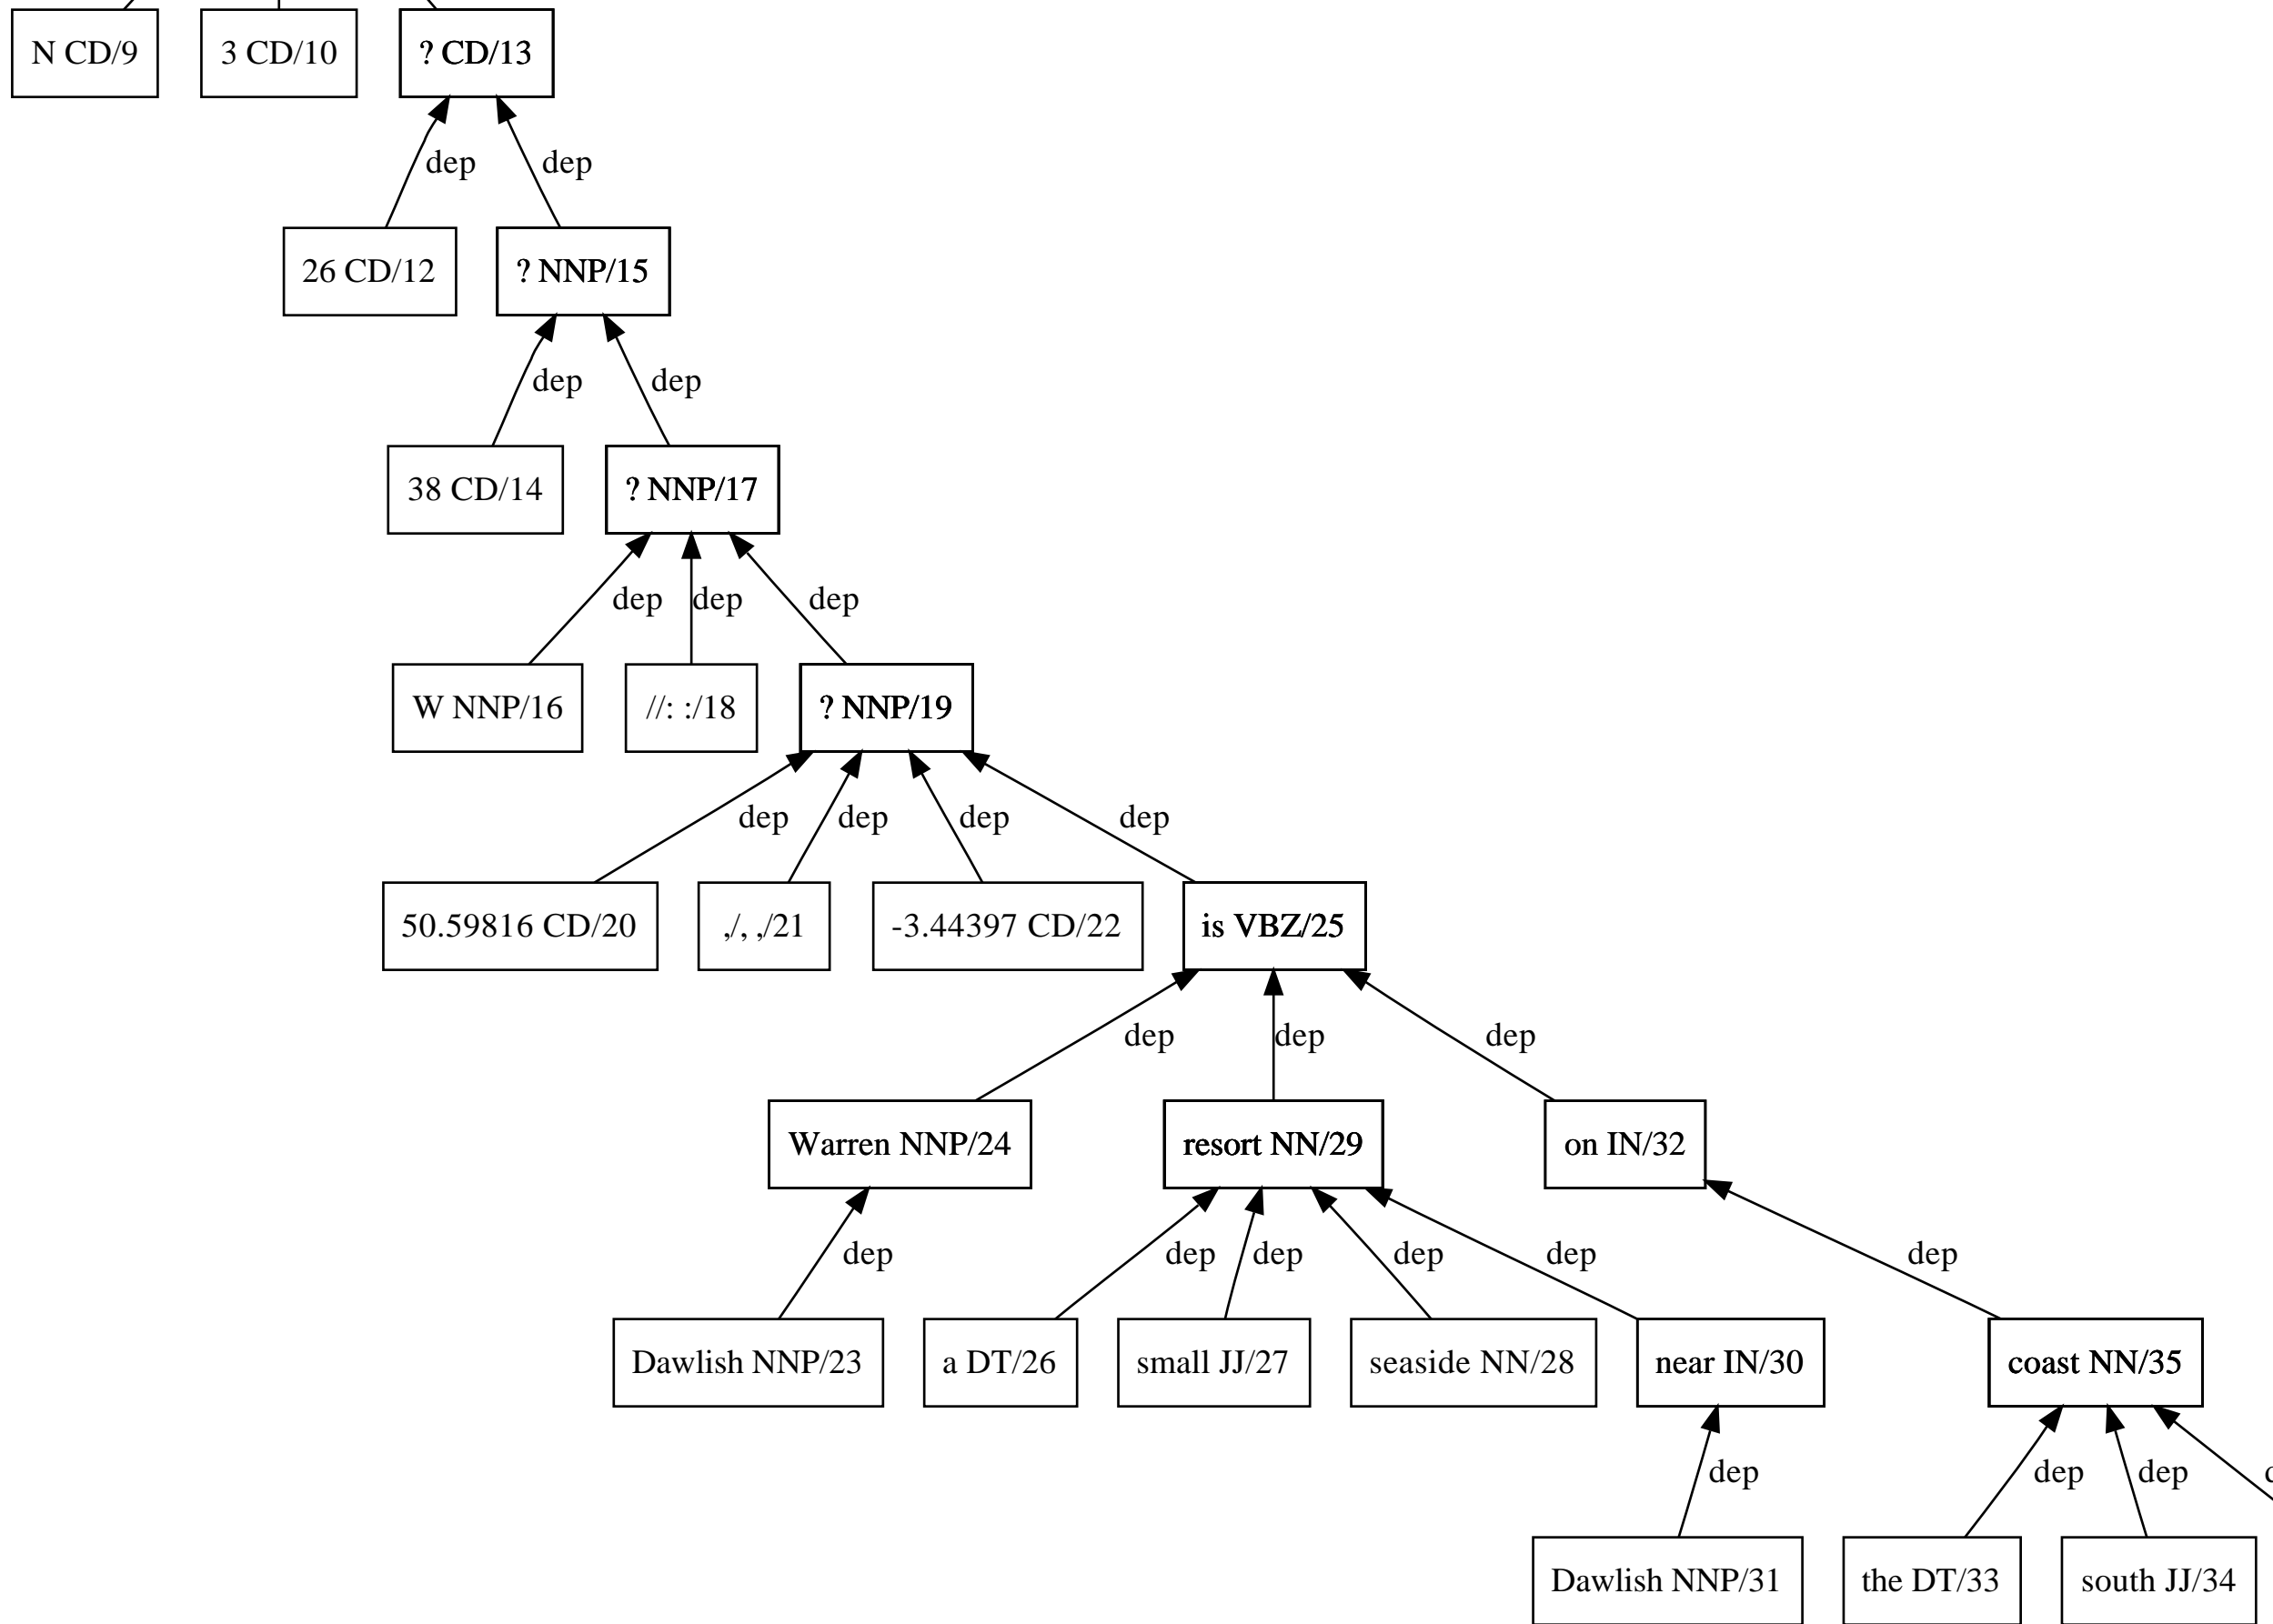 N CD/9
3 CD/10
? CD/13
dep
dep
26 CD/12
? NNP/15
dep
dep
38 CD/14
? NNP/17
dep
dep
dep
W NNP/16
//: :/18
? NNP/19
dep
dep
dep
dep
50.59816 CD/20
,/, ,/21
-3.44397 CD/22
is VBZ/25
dep
dep
dep
Warren NNP/24
resort NN/29
on IN/32
dep
dep
dep
dep
dep
dep
Dawlish NNP/23
a DT/26
small JJ/27
seaside NN/28
near IN/30
coast NN/35
dep
dep
dep
Dawlish NNP/31
the DT/33
south JJ/34